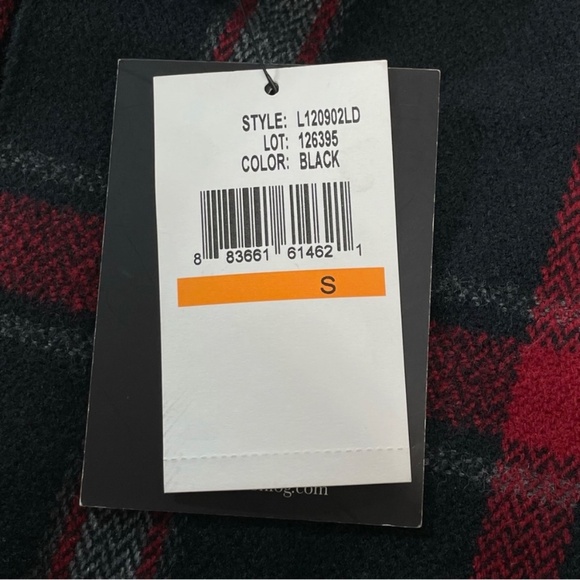 STYLE: L120902LD
LOT: 126395
COLOR: BLACK
8 83661 61462 1
S